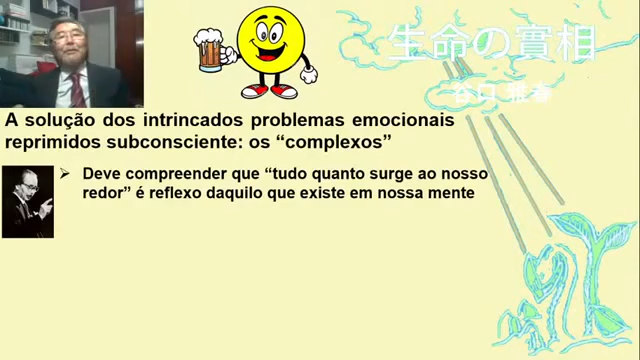 生命の實相
谷口 雅春
A solução dos intrincados problemas emocionais
reprimidos subconsciente: os “complexos”
Deve compreender que “tudo quanto surge ao nosso
redor” é reflexo daquilo que existe em nossa mente